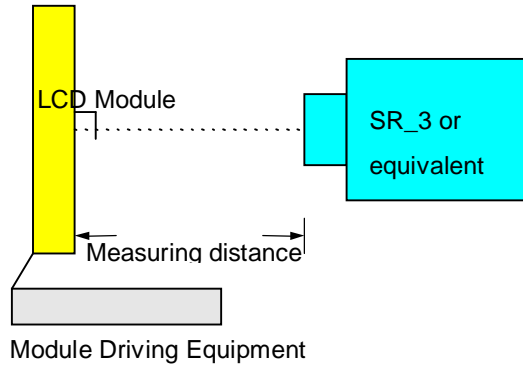 LCD Module
SR_3 or
equivalent
Measuring distance
Module Driving Equipment